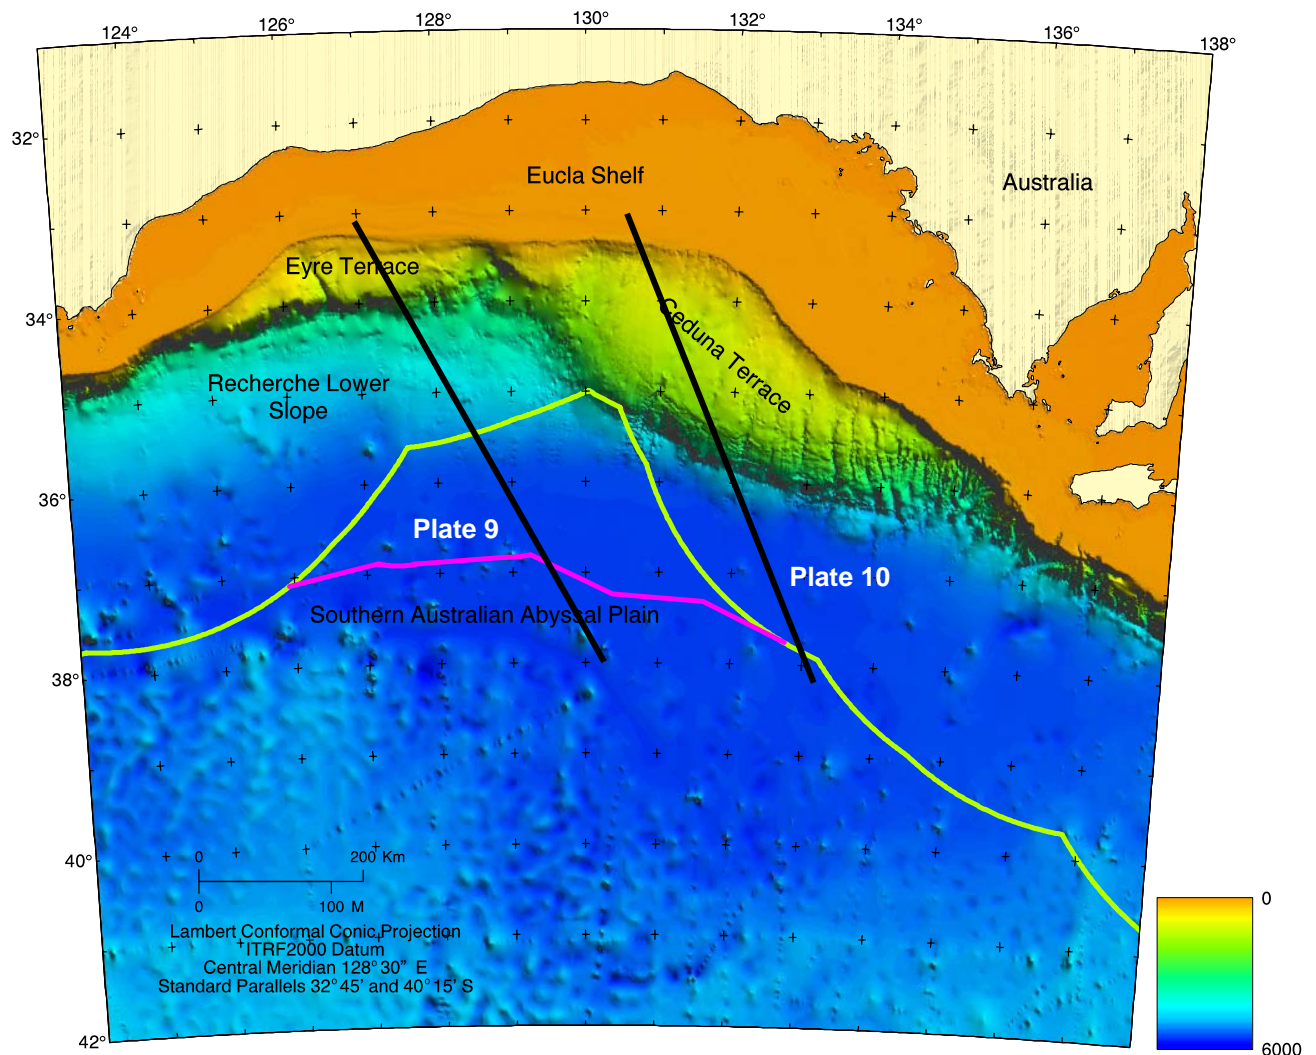 124° 126° 128° 130° 132° 134° 136° 138°
32°
Eucla Shelf
Australia
Eyre Terrace
34°
Ceduna Terrace
Recherche Lower
Slope
36°
Plate 9
Plate 10
Southern Australian Abyssal Plain
38°
40°
0 200 Km
0 100 M
Lambert Conformal Conic Projection
ITRF2000 Datum
Central Meridian 128°30” E
Standard Parallels 32°45’ and 40°15’ S
42°
0
6000